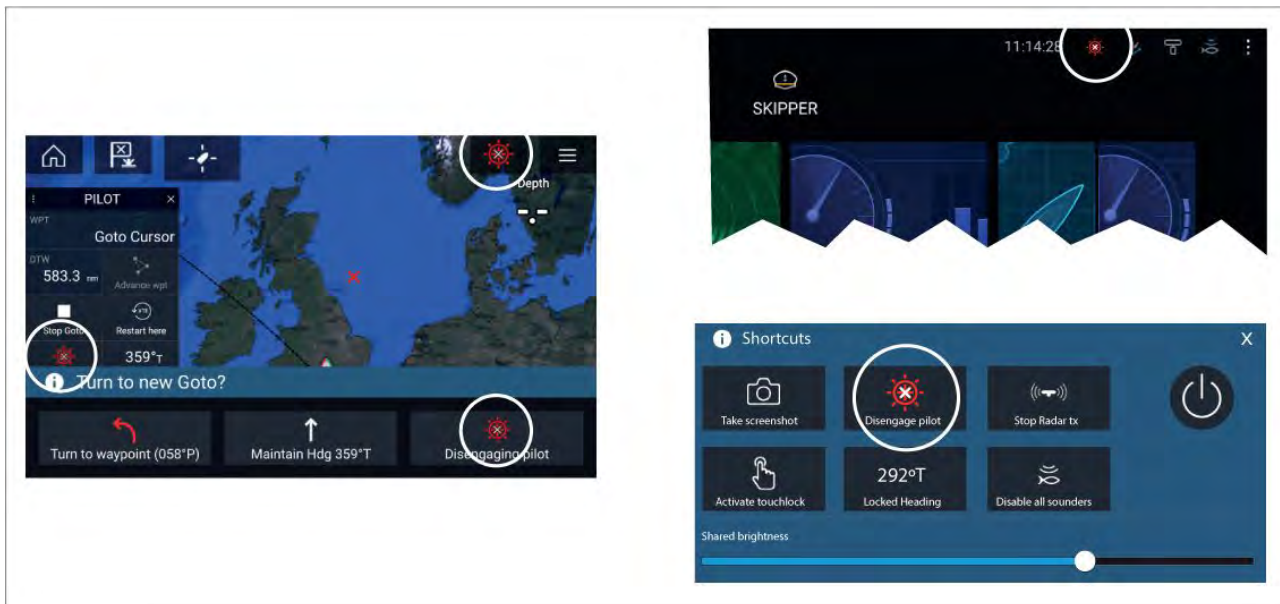 Depth
PILOT ×
WPT
Goto Cursor
DTW
583.3 nm
Advance wpt
Stop Goto
Restart here
359°T
Turn to new Goto?
Turn to waypoint (058°P)
Maintain Hdg 359°T
Disengaging pilot
11:14:28
SKIPPER
Shortcuts X
Take screenshot
Disengage pilot
Stop Radar tx
Activate touchlock
292°T
Locked Heading
Disable all sounders
Shared brightness